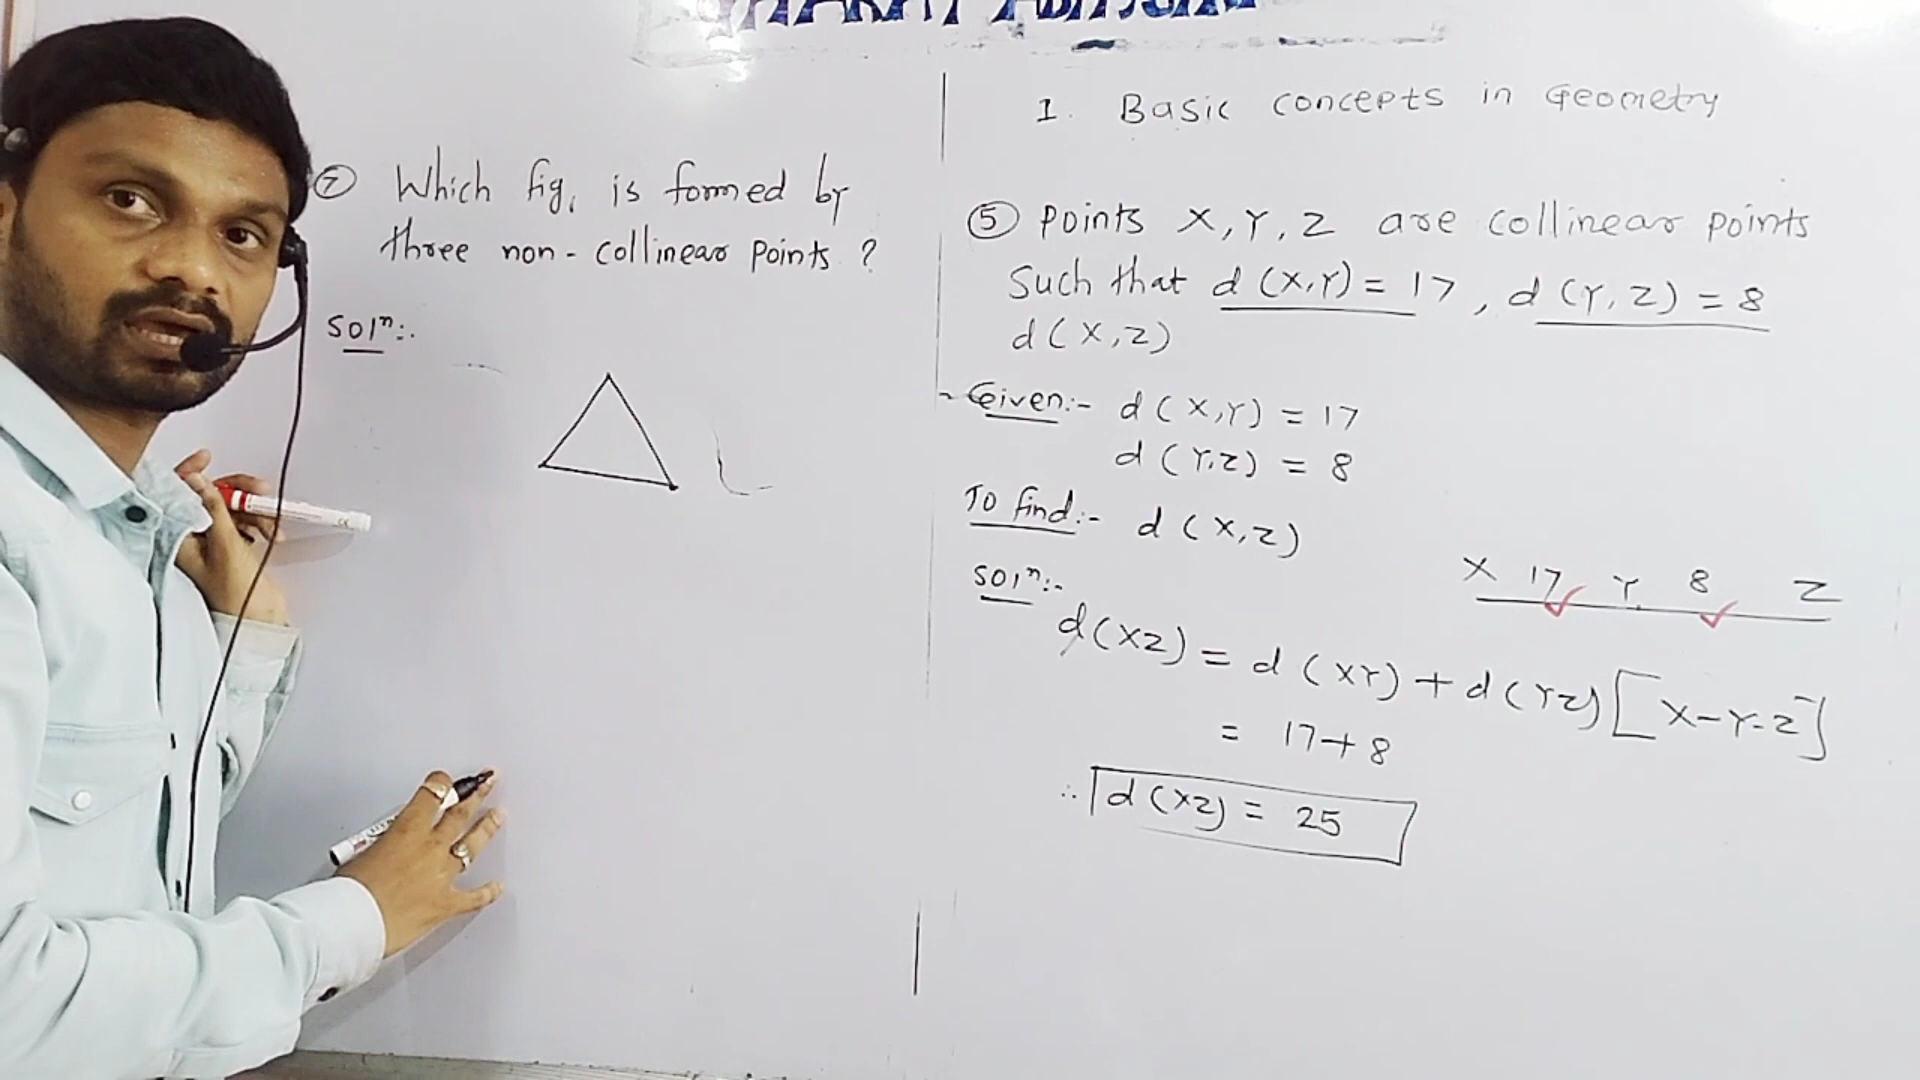 1. Basic concepts in Geometry
7 Which fig. is formed by
three non-collinear points ?
Solⁿ:.
5 points X, Y, Z are collinear points
Such that d (X,Y) = 17, d (Y, Z) = 8
d (X,Z)
Given:- d (X,Y) = 17
d (Y,Z) = 8
To find:- d (X,Z)
Solⁿ:-
X 17 Y 8 Z
d(XZ) = d (XY) + d (YZ) [X-Y-Z]
= 17+8
∴ d (XZ) = 25